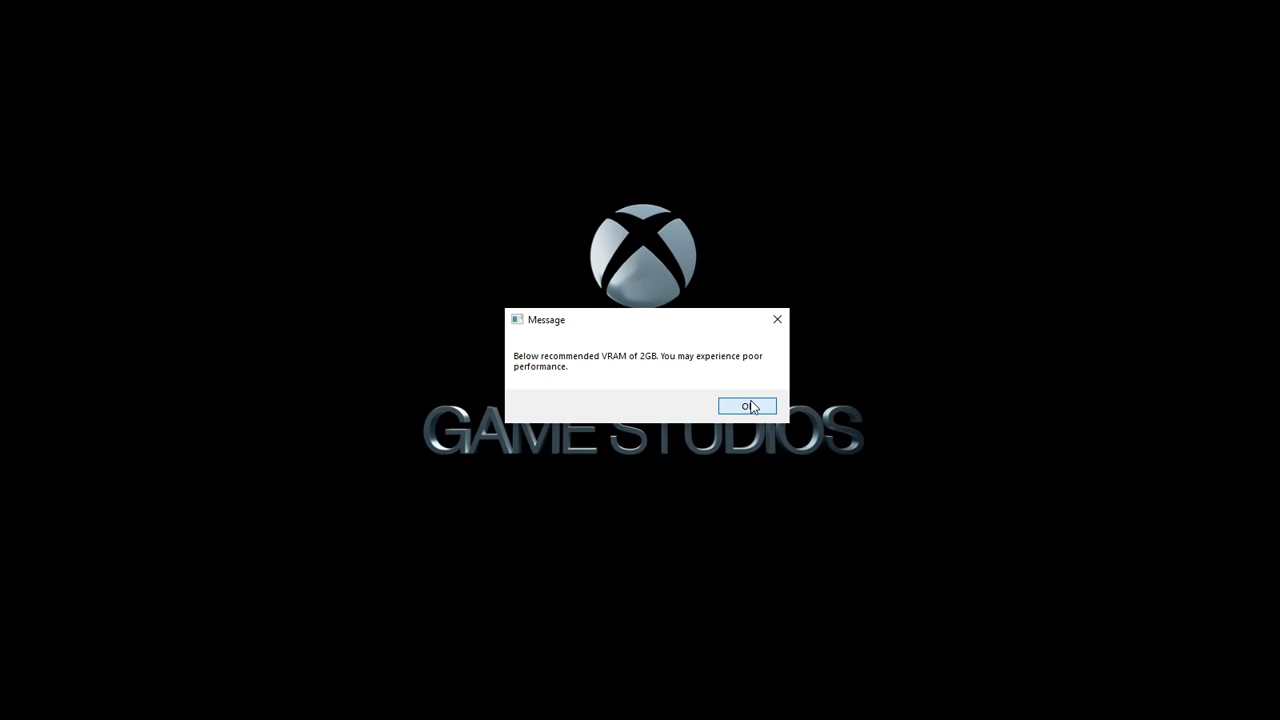 Message
Below recommended VRAM of 2GB. You may experience poor
performance.
GAME STUDIOS